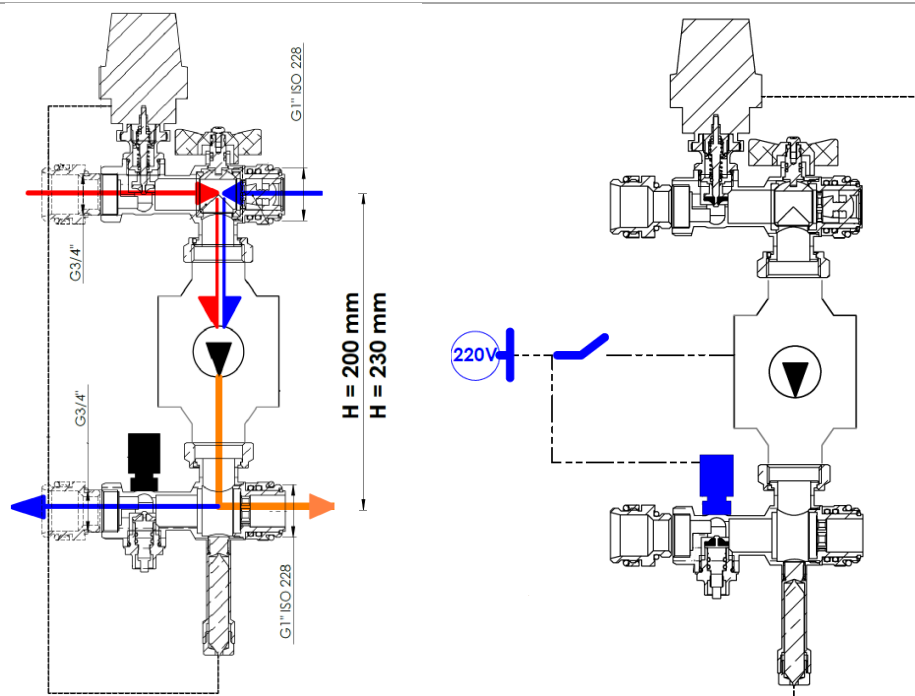 G1" ISO 228
G3/4"
H = 200 mm
H = 230 mm
220V
G3/4"
G1" ISO 228